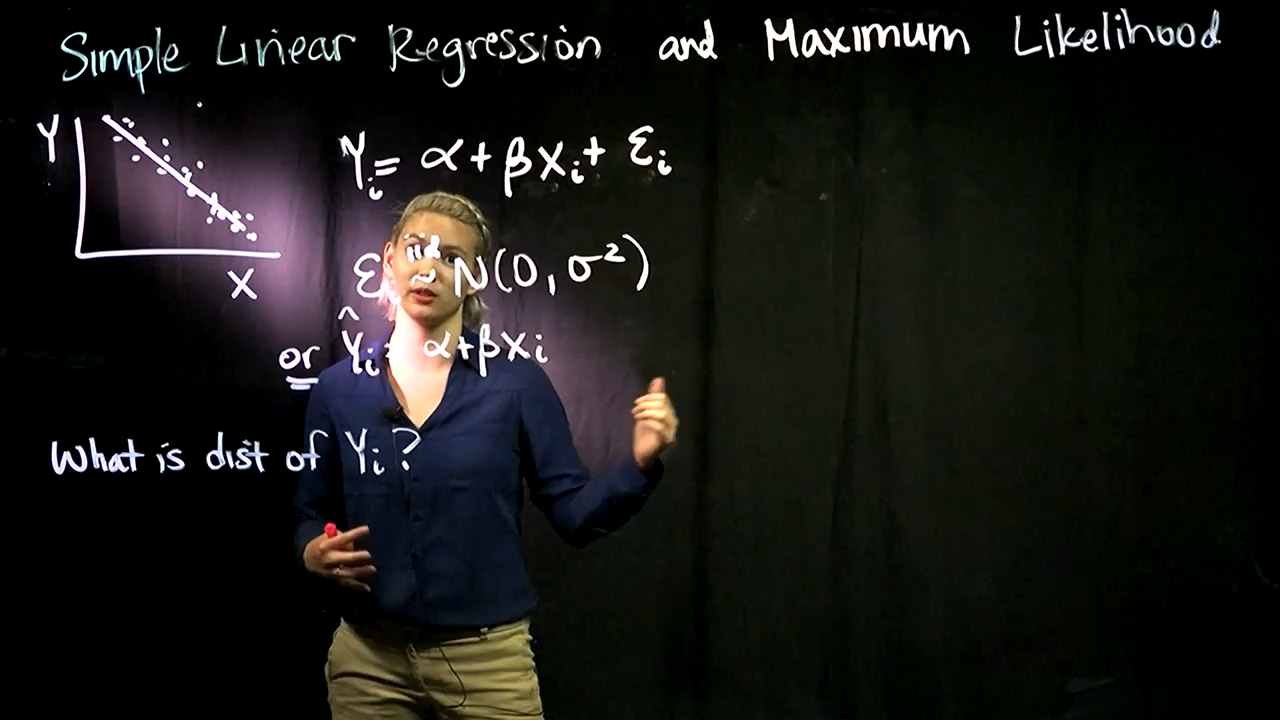 Simple Linear Regression and Maximum Likelihood
Y
X
Yᵢ = α + βXᵢ + εᵢ
εᵢ iid ~ N(0, σ²)
or Ŷᵢ = α + βXᵢ
What is dist of Yᵢ?